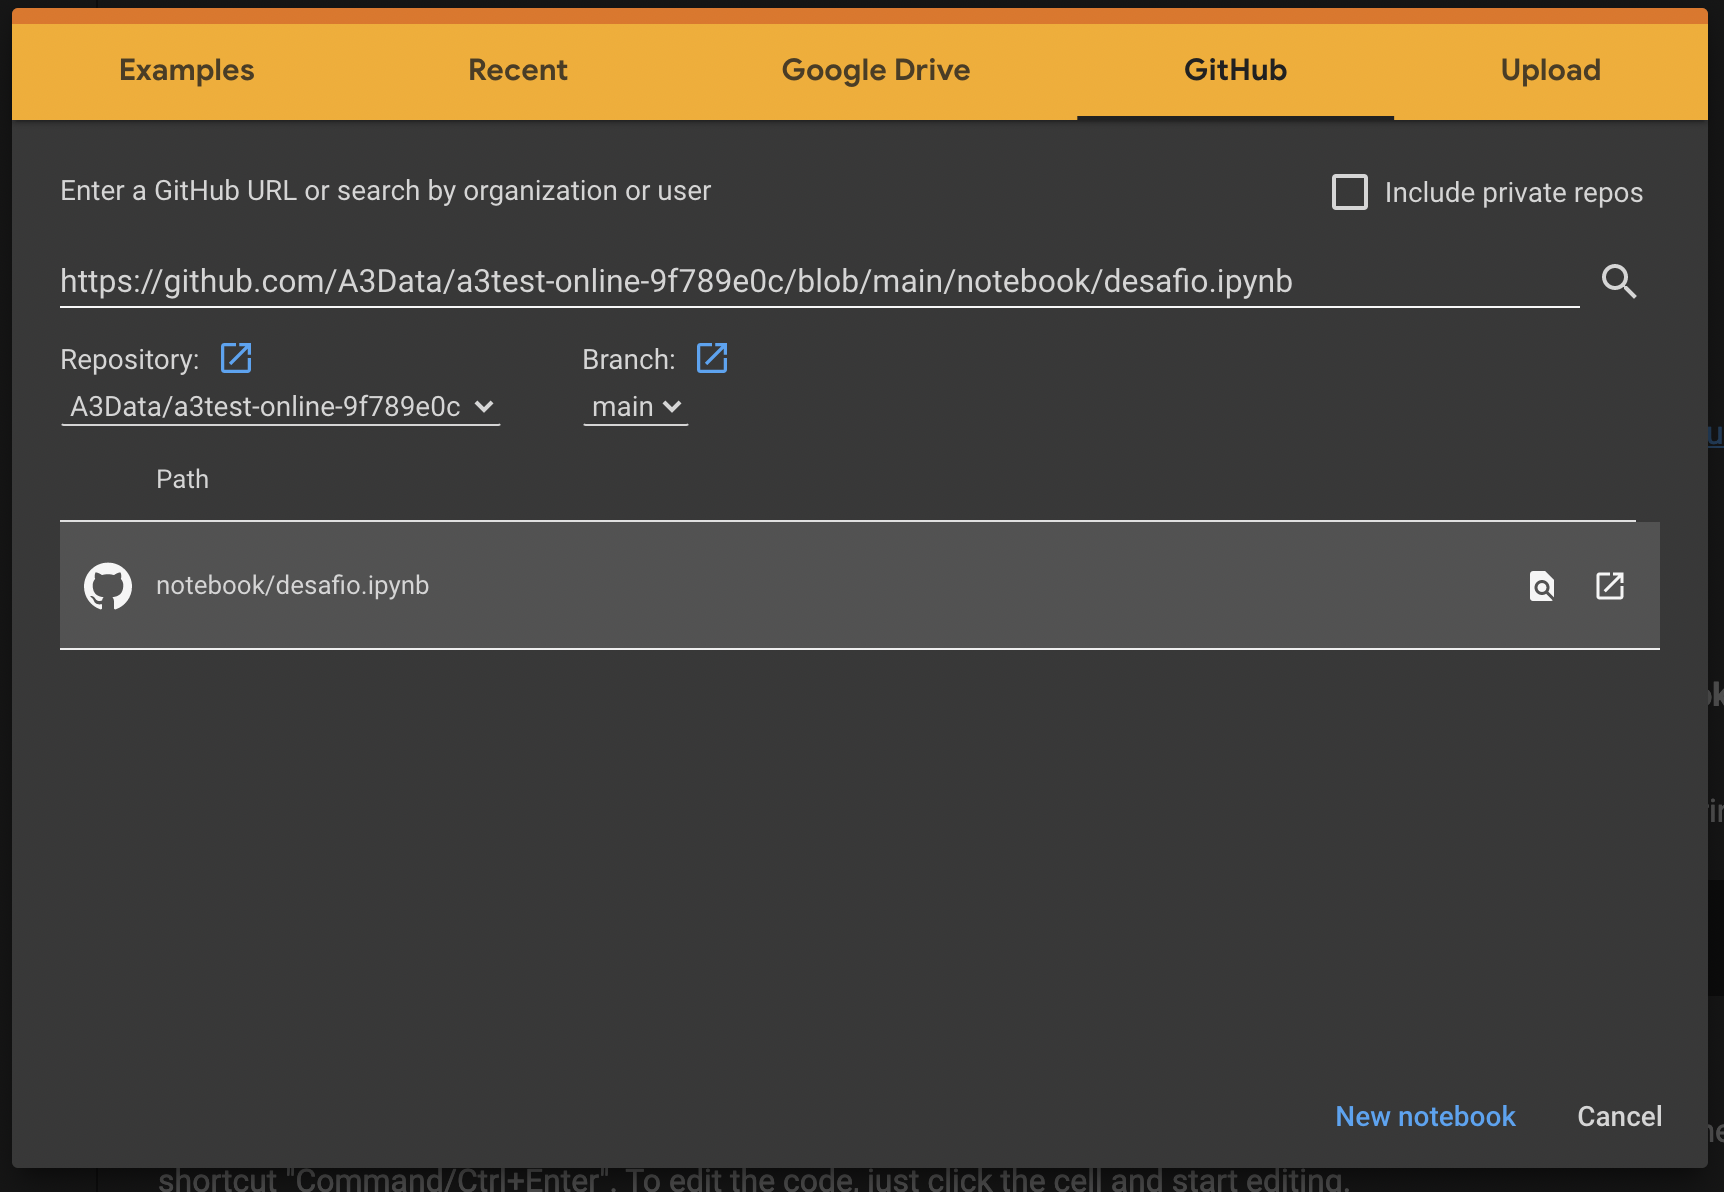 Examples Recent Google Drive GitHub Upload
Enter a GitHub URL or search by organization or user
Include private repos
https://github.com/A3Data/a3test-online-9f789e0c/blob/main/notebook/desafio.ipynb
Repository: Branch:
A3Data/a3test-online-9f789e0c main
Path
notebook/desafio.ipynb
New notebook Cancel
shortcut "Command/Ctrl+Enter". To edit the code, just click the cell and start editing.